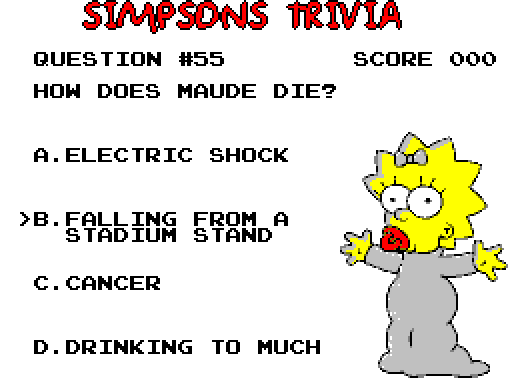 SIMPSONS TRIVIA
QUESTION #55 SCORE 000
HOW DOES MAUDE DIE?
A.ELECTRIC SHOCK
>B.FALLING FROM A
STADIUM STAND
C.CANCER
D.DRINKING TO MUCH